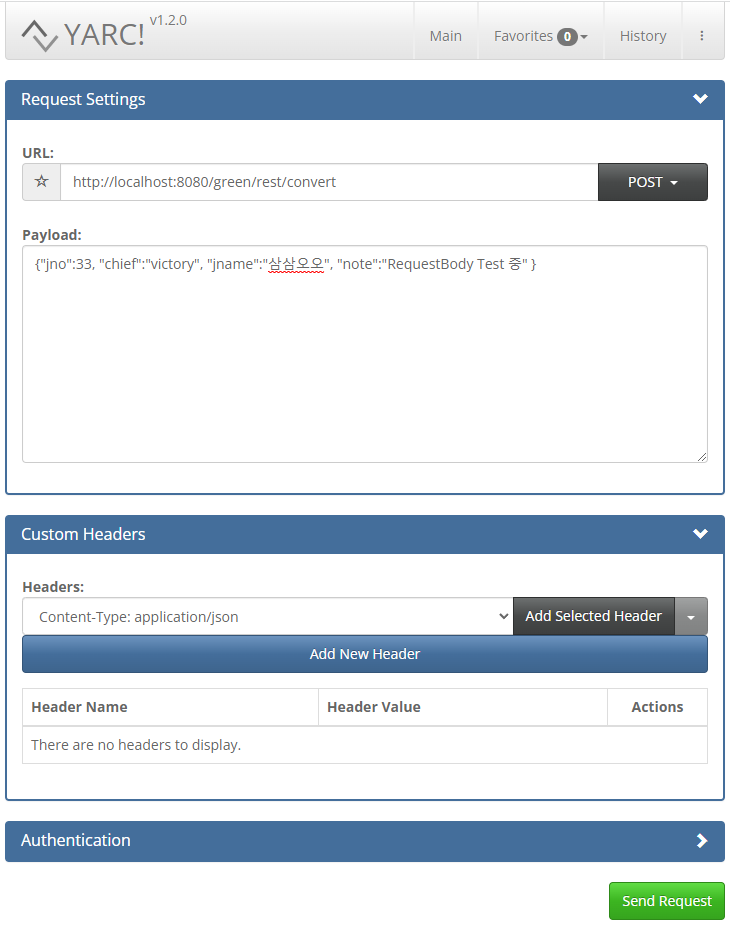 YARC! v1.2.0
Main Favorites 0 History
Request Settings
URL:
http://localhost:8080/green/rest/convert POST
Payload:
{"jno":33, "chief":"victory", "jname":"삼삼오오", "note":"RequestBody Test 중" }
Custom Headers
Headers:
Content-Type: application/json Add Selected Header
Add New Header
Header Name Header Value Actions
There are no headers to display.
Authentication
Send Request